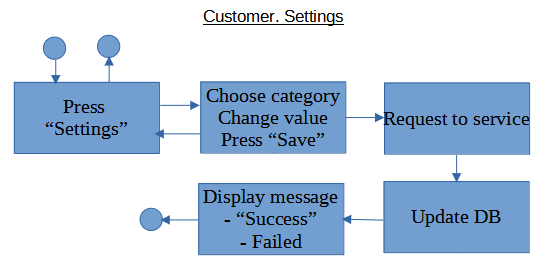 Customer. Settings
Press
“Settings”
Choose category
Change value
Press “Save”
Request to service
Update DB
Display message
- “Success”
- Failed